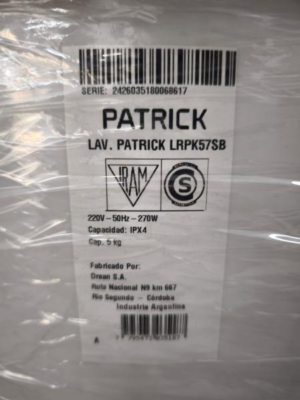 SERIE: 2426035180068617
PATRICK
LAV. PATRICK LRPK57SB
IRAM
S
220V-50Hz-270W
Capacidad: IPX4
Cap. 5 kg
Fabricado Por:
Drean S.A.
Ruta Nacional N9 km 667
Río Segundo - Córdoba
Industria Argentina
A